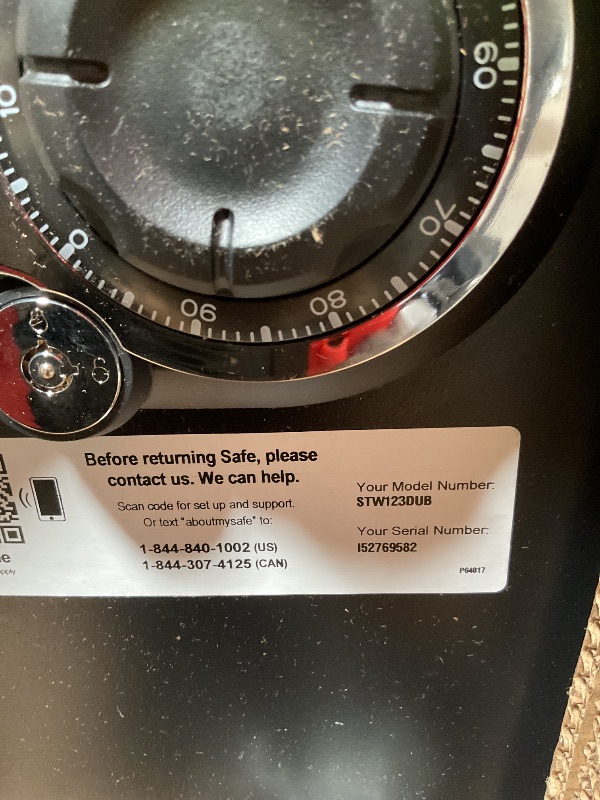 10
60
70
0
90
80
Before returning Safe, please
contact us. We can help.
Scan code for set up and support.
Or text "aboutmysafe" to:
1-844-840-1002 (US)
1-844-307-4125 (CAN)
Your Model Number:
STW123DUB
Your Serial Number:
I52769582
P64817